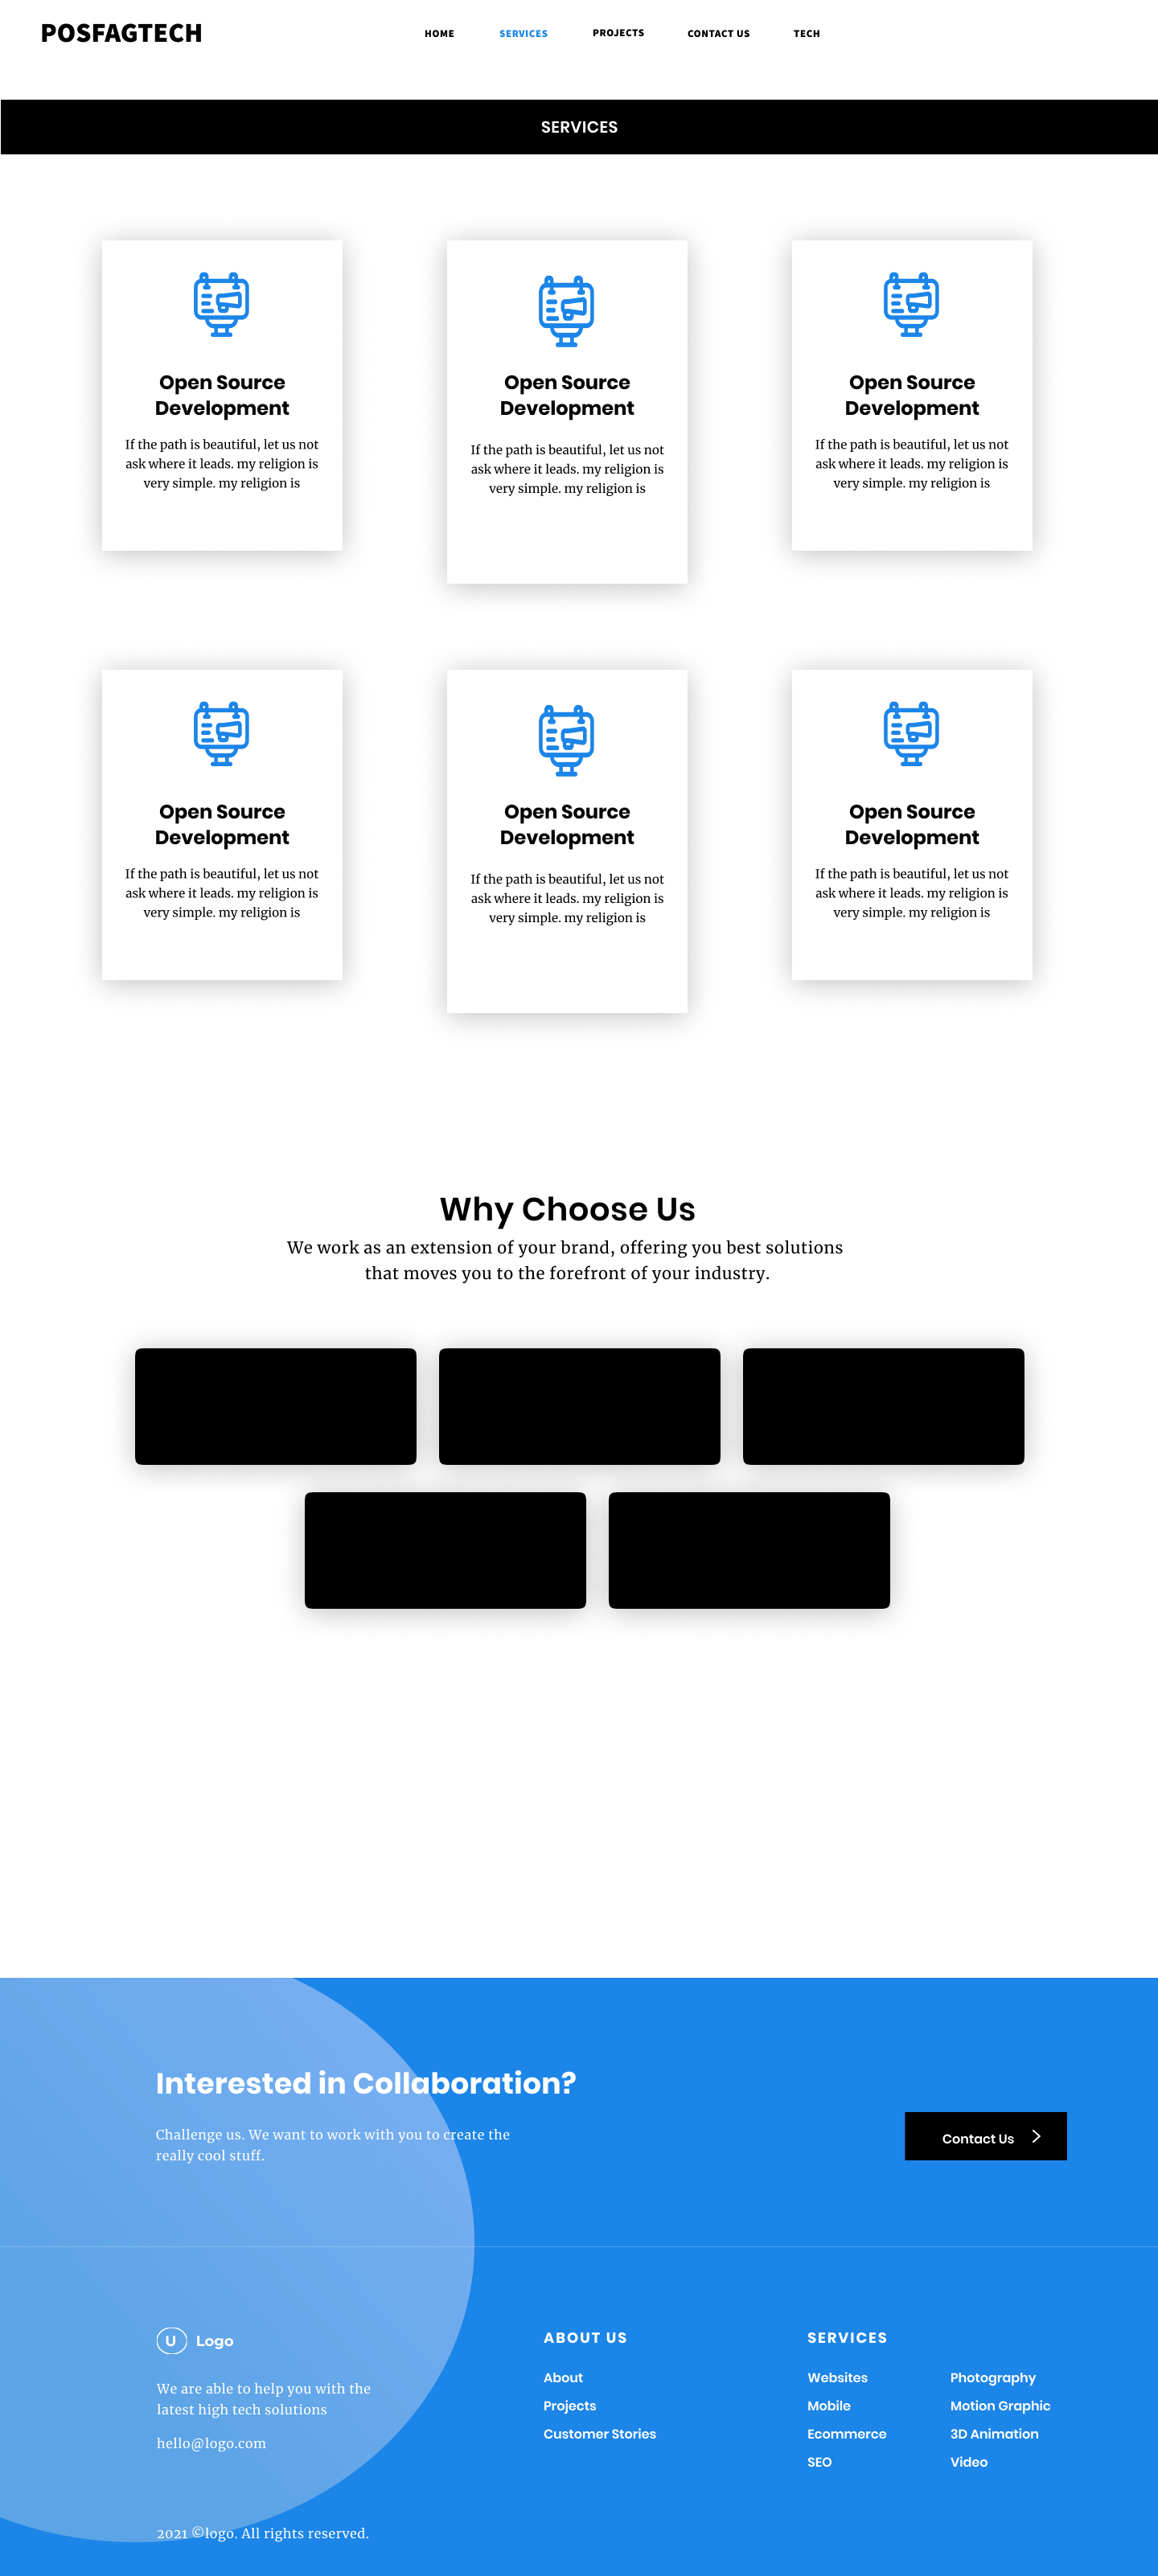 POSFAGTECH
HOME SERVICES PROJECTS CONTACT US TECH
SERVICES
Open Source
Development
If the path is beautiful, let us not
ask where it leads. my religion is
very simple. my religion is
Open Source
Development
If the path is beautiful, let us not
ask where it leads. my religion is
very simple. my religion is
Open Source
Development
If the path is beautiful, let us not
ask where it leads. my religion is
very simple. my religion is
Open Source
Development
If the path is beautiful, let us not
ask where it leads. my religion is
very simple. my religion is
Open Source
Development
If the path is beautiful, let us not
ask where it leads. my religion is
very simple. my religion is
Open Source
Development
If the path is beautiful, let us not
ask where it leads. my religion is
very simple. my religion is
Why Choose Us
We work as an extension of your brand, offering you best solutions
that moves you to the forefront of your industry.
Interested in Collaboration?
Challenge us. We want to work with you to create the
really cool stuff.
Contact Us
U Logo
We are able to help you with the
latest high tech solutions
hello@logo.com
ABOUT US
About
Projects
Customer Stories
SERVICES
Websites
Mobile
Ecommerce
SEO
Photography
Motion Graphic
3D Animation
Video
2021 ©logo. All rights reserved.